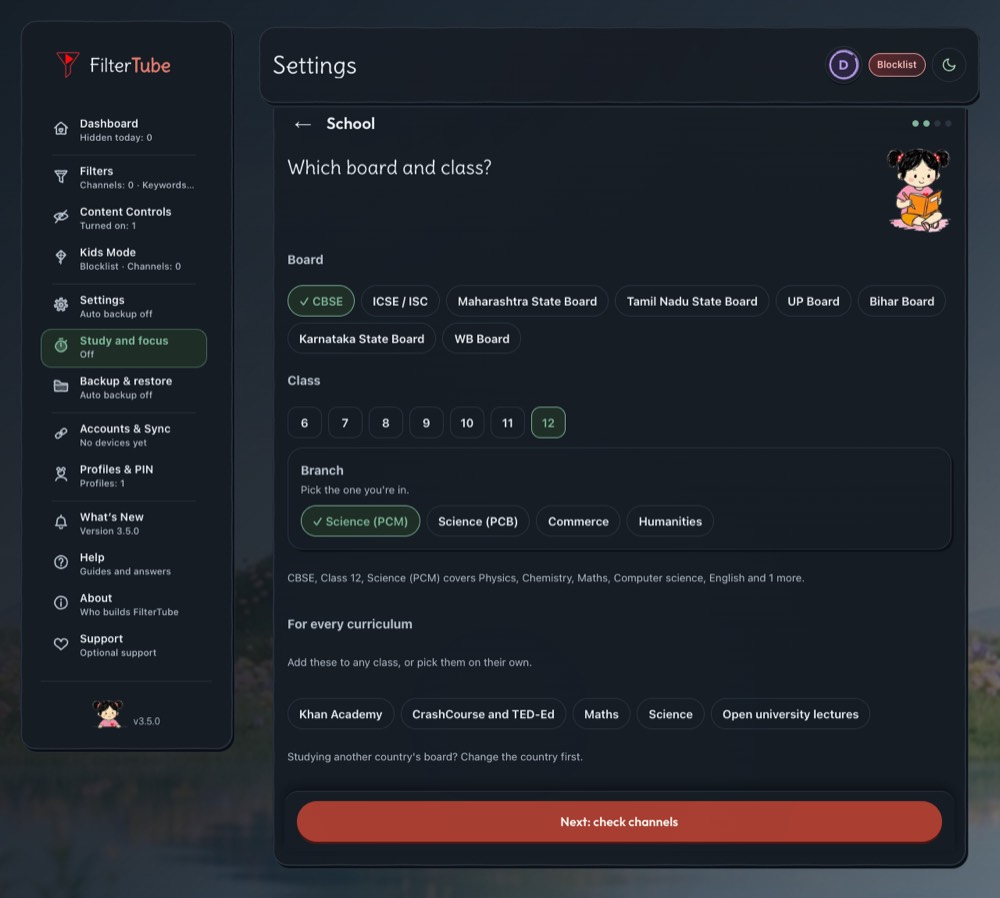 FilterTube
Dashboard
Hidden today: 0
Filters
Channels: 0 · Keywords...
Content Controls
Turned on: 1
Kids Mode
Blocklist · Channels: 0
Settings
Auto backup off
Study and focus
Off
Backup & restore
Auto backup off
Accounts & Sync
No devices yet
Profiles & PIN
Profiles: 1
What's New
Version 3.5.0
Help
Guides and answers
About
Who builds FilterTube
Support
Optional support
v3.5.0
Settings
D
Blocklist
← School
Which board and class?
Board
✓ CBSE ICSE / ISC Maharashtra State Board Tamil Nadu State Board UP Board Bihar Board
Karnataka State Board WB Board
Class
6 7 8 9 10 11 12
Branch
Pick the one you're in.
✓ Science (PCM) Science (PCB) Commerce Humanities
CBSE, Class 12, Science (PCM) covers Physics, Chemistry, Maths, Computer science, English and 1 more.
For every curriculum
Add these to any class, or pick them on their own.
Khan Academy CrashCourse and TED-Ed Maths Science Open university lectures
Studying another country's board? Change the country first.
Next: check channels